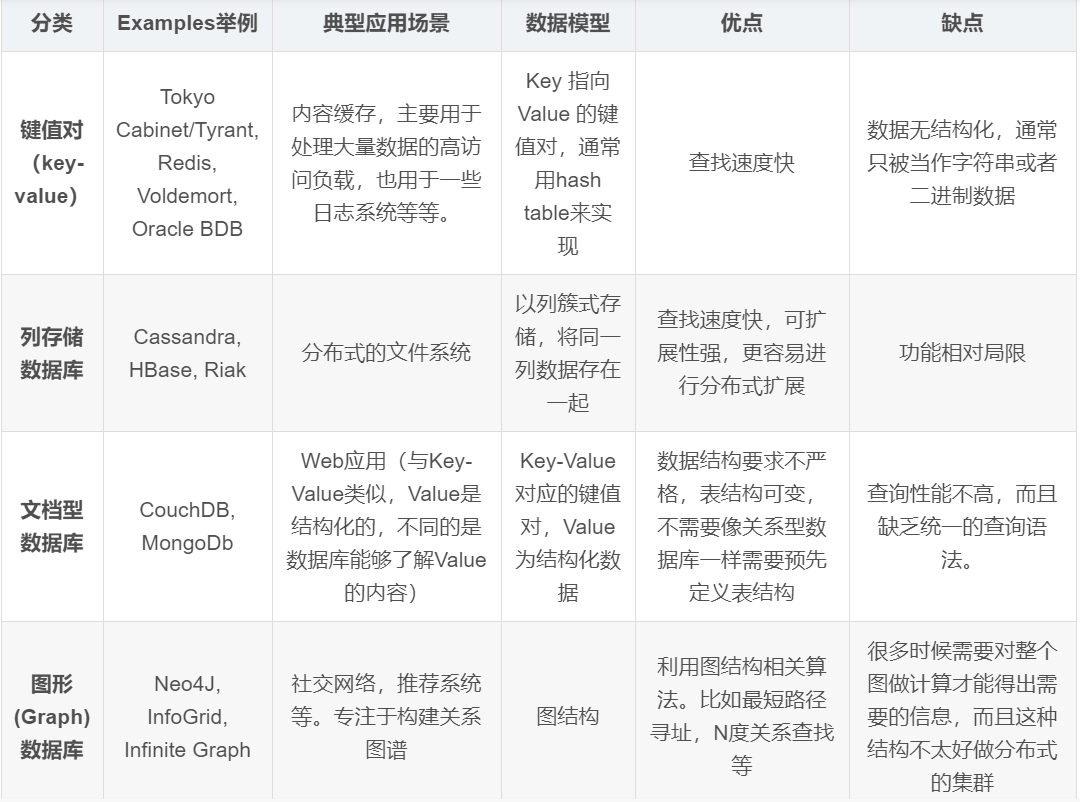 分类
Examples举例
典型应用场景
数据模型
优点
缺点
键值对
（key-
value）
Tokyo
Cabinet/Tyrant,
Redis,
Voldemort,
Oracle BDB
内容缓存，主要用于
处理大量数据的高访
问负载，也用于一些
日志系统等等。
Key 指向
Value 的键
值对，通常
用hash
table来实
现
查找速度快
数据无结构化，通常
只被当作字符串或者
二进制数据
列存储
数据库
Cassandra,
HBase, Riak
分布式的文件系统
以列簇式存
储，将同一
列数据存在
一起
查找速度快，可扩
展性强，更容易进
行分布式扩展
功能相对局限
文档型
数据库
CouchDB,
MongoDb
Web应用（与Key-
Value类似，Value是
结构化的，不同的是
数据库能够了解Value
的内容）
Key-Value
对应的键值
对，Value
为结构化数
据
数据结构要求不严
格，表结构可变，
不需要像关系型数
据库一样需要预先
定义表结构
查询性能不高，而且
缺乏统一的查询语
法。
图形
(Graph)
数据库
Neo4J,
InfoGrid,
Infinite Graph
社交网络，推荐系统
等。专注于构建关系
图谱
图结构
利用图结构相关算
法。比如最短路径
寻址，N度关系查找
等
很多时候需要对整个
图做计算才能得出需
要的信息，而且这种
结构不太好做分布式
的集群